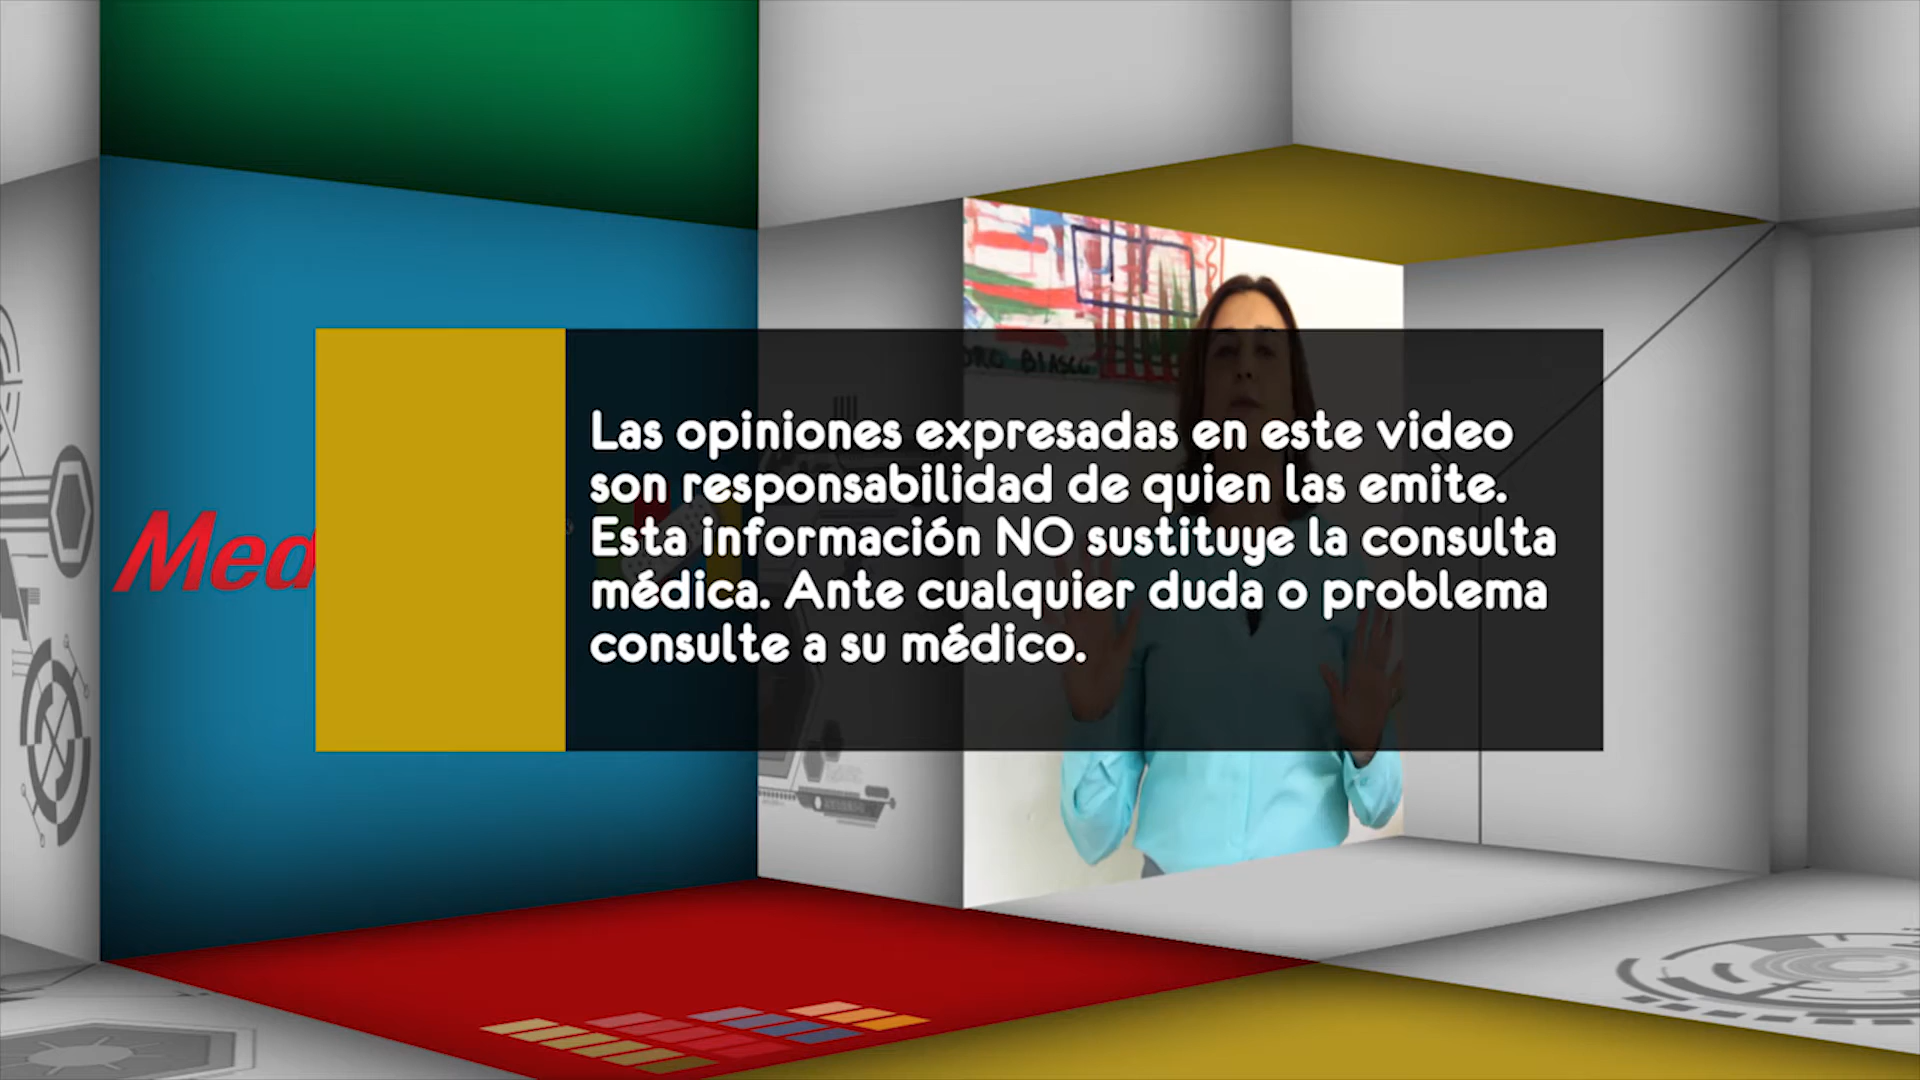 Las opiniones expresadas en este video
son responsabilidad de quien las emite.
Esta información NO sustituye la consulta
médica. Ante cualquier duda o problema
consulte a su médico.
Med